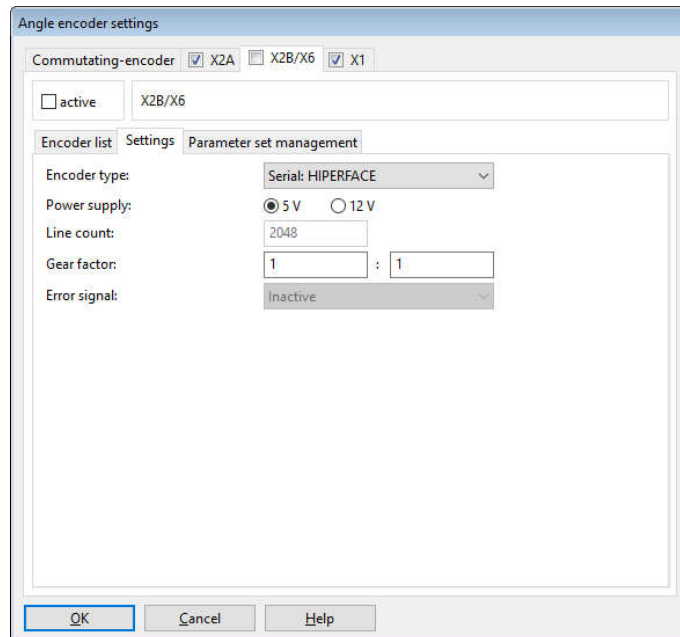 Angle encoder settings
Commutating-encoder X2A X2B/X6 X1
active X2B/X6
Encoder list Settings Parameter set management
Encoder type: Serial: HIPERFACE
Power supply: 5 V 12 V
Line count: 2048
Gear factor: 1 : 1
Error signal: Inactive
OK Cancel Help